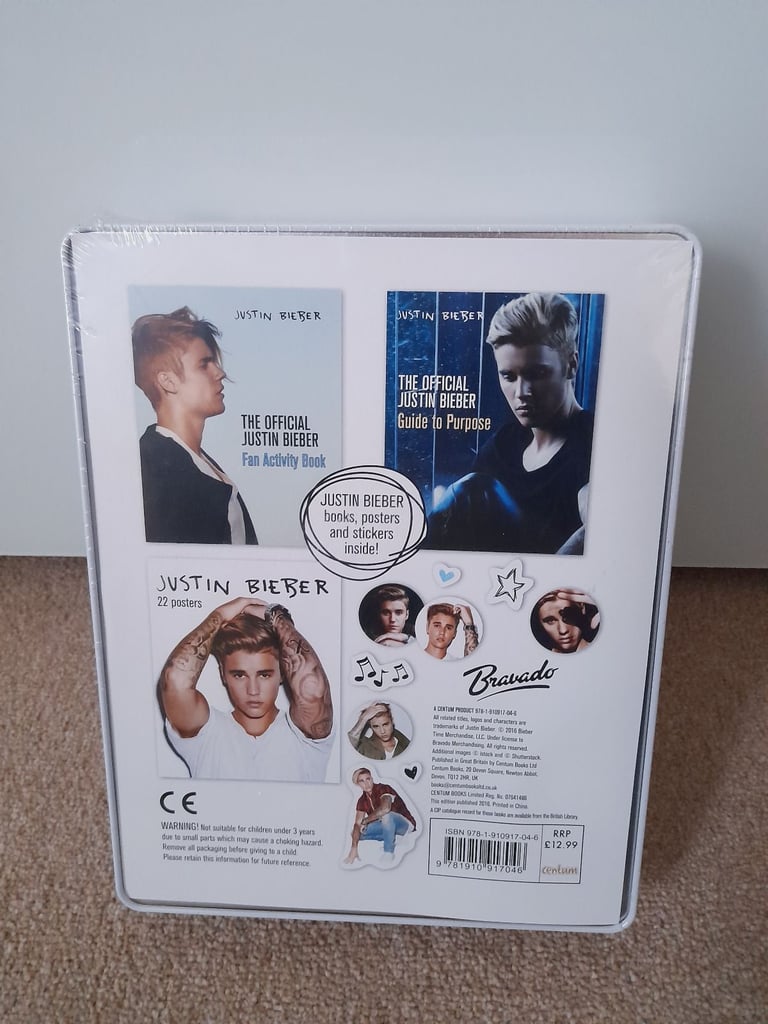 JUSTIN BIEBER
THE OFFICIAL
JUSTIN BIEBER
Fan Activity Book
JUSTIN BIEBER
THE OFFICIAL
JUSTIN BIEBER
Guide to Purpose
JUSTIN BIEBER
books, posters
and stickers
inside!
JUSTIN BIEBER
22 posters
Bravado
A CENTUM PRODUCT 978-1-910917-04-6
All related titles, logos and characters are
trademarks of Justin Bieber © 2016 Bieber
Time Merchandise, LLC. Under license to
Bravado Merchandising. All rights reserved.
Additional images © istock and © Shutterstock.
Published in Great Britain by Centum Books Ltd
Centum Books, 20 Devon Square, Newton Abbot,
Devon, TQ12 2HR, UK
books@centumbooksltd.co.uk
CENTUM BOOKS Limited Reg. No. 07641486
This edition published 2016. Printed in China.
A CIP catalogue record for these books are available from the British Library.
CE
WARNING! Not suitable for children under 3 years
due to small parts which may cause a choking hazard.
Remove all packaging before giving to a child.
Please retain this information for future reference.
ISBN 978-1-910917-04-6
9 781910 917046
RRP
£12.99
centum